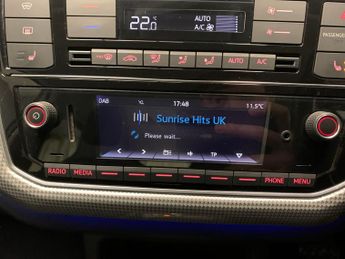 22.0
°C
AUTO
A/C
PASSENGER
AUTO
A/C
DAB
17:48
11,5°C
Sunrise Hits UK
Please wait...
TP
RADIO
MEDIA
PHONE
MENU